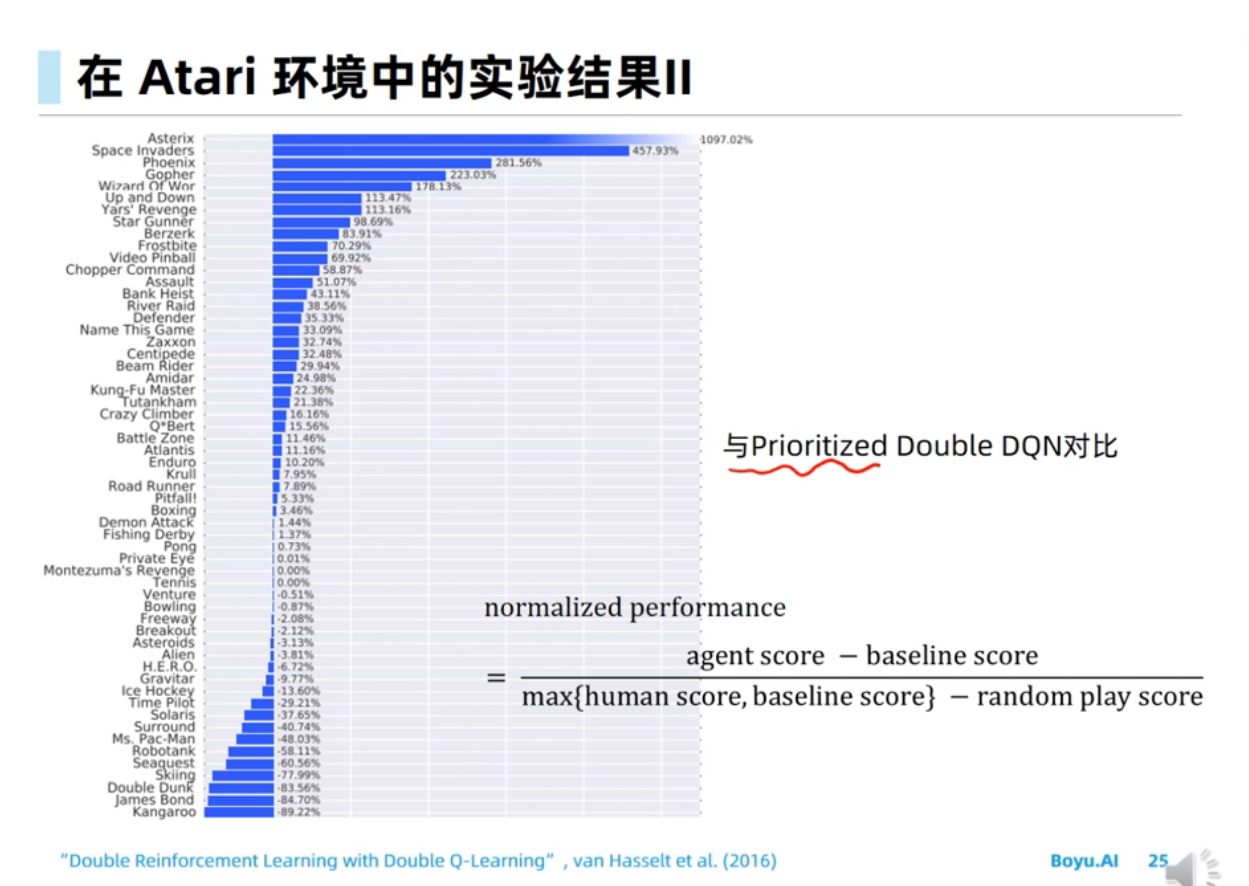 在 Atari 环境中的实验结果II
Asterix 1097.02%
Space Invaders 457.93%
Phoenix 281.56%
Gopher 223.03%
Wizard Of Wor 178.13%
Up and Down 113.47%
Yars' Revenge 113.16%
Star Gunner 98.69%
Berzerk 83.91%
Frostbite 70.29%
Video Pinball 69.92%
Chopper Command 58.87%
Assault 51.07%
Bank Heist 43.11%
River Raid 38.56%
Defender 35.33%
Name This Game 33.09%
Zaxxon 32.74%
Centipede 32.48%
Beam Rider 29.94%
Amidar 24.98%
Kung-Fu Master 22.36%
Tutankham 21.38%
Crazy Climber 16.16%
Q*Bert 15.56%
Battle Zone 11.46%
Atlantis 11.16%
Enduro 10.20%
Krull 7.95%
Road Runner 7.89%
Pitfall! 5.33%
Boxing 3.46%
Demon Attack 1.44%
Fishing Derby 1.37%
Pong 0.73%
Private Eye 0.01%
Montezuma's Revenge 0.00%
Tennis 0.00%
Venture -0.51%
Bowling -0.87%
Freeway -2.08%
Breakout -2.12%
Asteroids -3.13%
Alien -3.81%
H.E.R.O. -6.72%
Gravitar -9.77%
Ice Hockey -13.60%
Time Pilot -29.21%
Solaris -37.65%
Surround -40.74%
Ms. Pac-Man -48.03%
Robotank -58.11%
Seaquest -60.56%
Skiing -77.99%
Double Dunk -83.56%
James Bond -84.70%
Kangaroo -89.22%
与Prioritized Double DQN对比
normalized performance
= agent score − baseline score
max{human score, baseline score} − random play score
“Double Reinforcement Learning with Double Q-Learning”, van Hasselt et al. (2016)
Boyu.AI 25